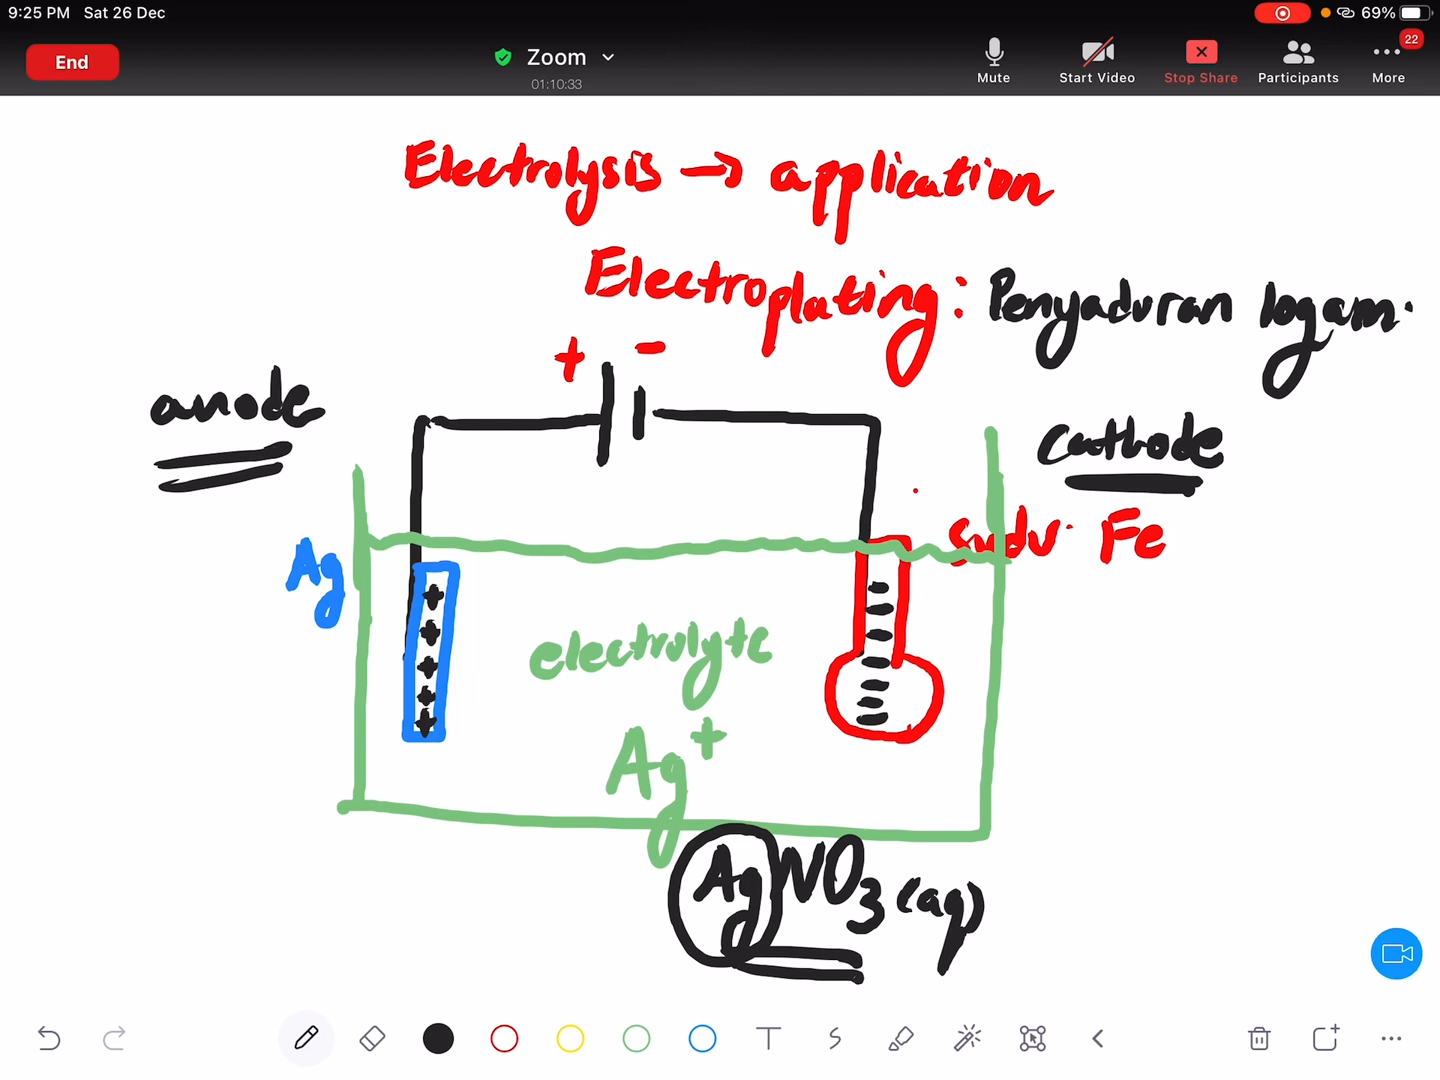 9:25 PM Sat 26 Dec
69%
End
Zoom
01:10:33
Mute
Start Video
Stop Share
Participants
22
More
Electrolysis → application
Electroplating : Penyaduran logam.
+ -
anode
Cathode
sudu. Fe
Ag
+
+
+
+
+
electrolyte
Ag+
AgNO3 (aq)
T